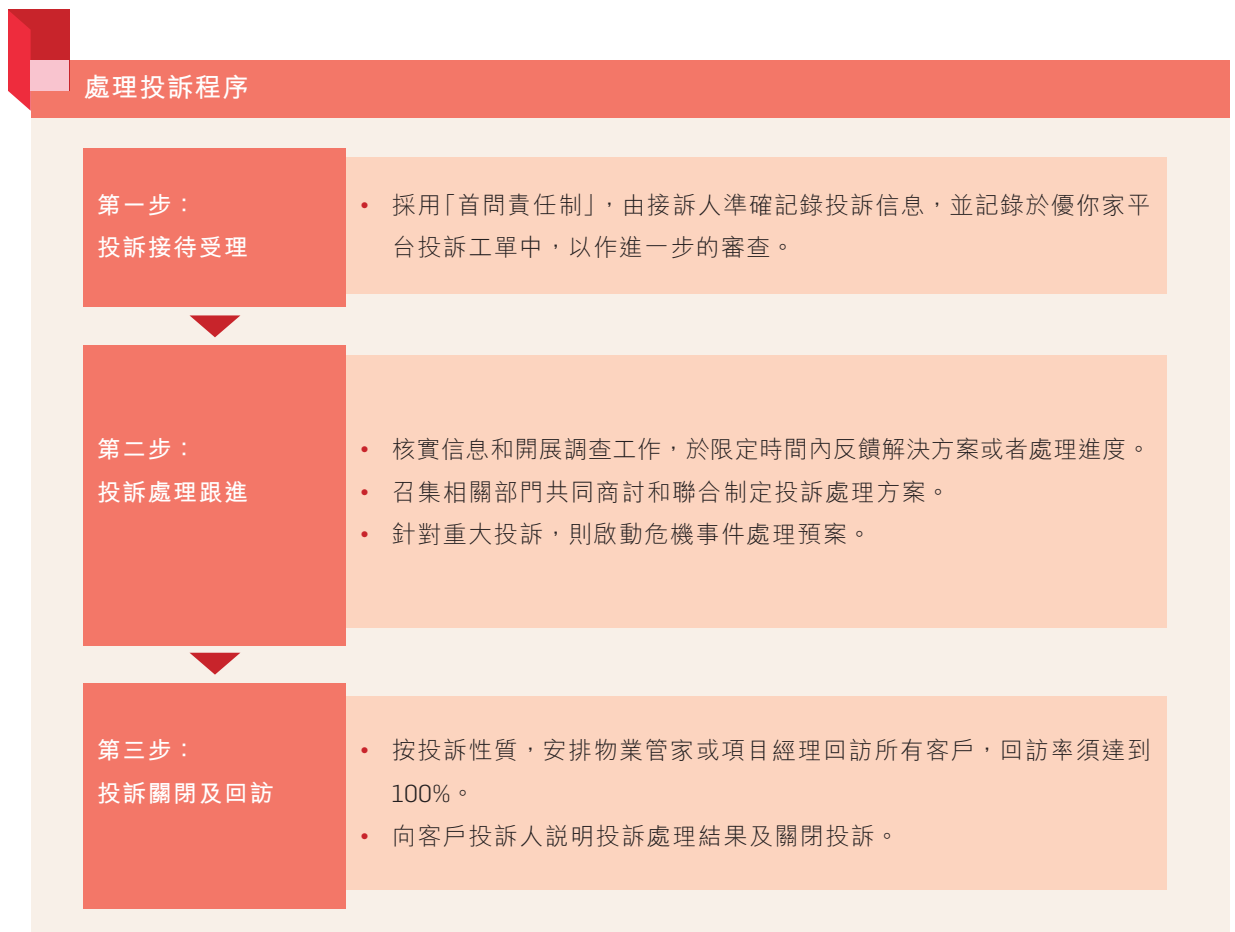 處理投訴程序
第一步：
投訴接待受理
• 採用「首問責任制」，由接訴人準確記錄投訴信息，並記錄於優你家平
台投訴工單中，以作進一步的審查。
第二步：
投訴處理跟進
• 核實信息和開展調查工作，於限定時間內反饋解決方案或者處理進度。
• 召集相關部門共同商討和聯合制定投訴處理方案。
• 針對重大投訴，則啟動危機事件處理預案。
第三步：
投訴關閉及回訪
• 按投訴性質，安排物業管家或項目經理回訪所有客戶，回訪率須達到
100%。
• 向客戶投訴人説明投訴處理結果及關閉投訴。